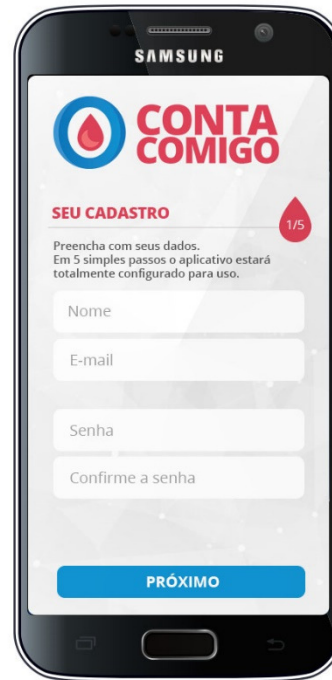 SAMSUNG
CONTA
COMIGO
SEU CADASTRO
1/5
Preencha com seus dados.
Em 5 simples passos o aplicativo estará
totalmente configurado para uso.
Nome
E-mail
Senha
Confirme a senha
PRÓXIMO